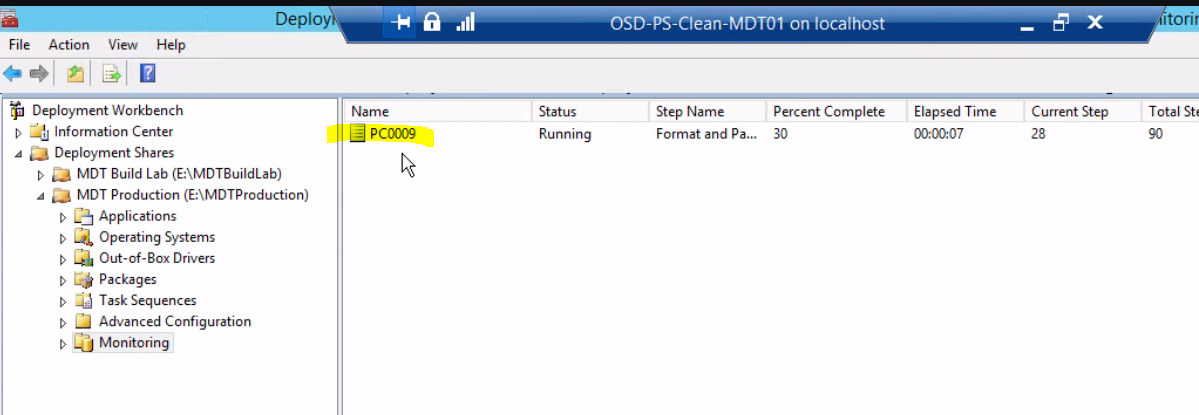 Deployn
OSD-PS-Clean-MDT01 on localhost
itorin
File Action View Help
Deployment Workbench
Information Center
Deployment Shares
MDT Build Lab (E:\MDTBuildLab)
MDT Production (E:\MDTProduction)
Applications
Operating Systems
Out-of-Box Drivers
Packages
Task Sequences
Advanced Configuration
Monitoring
Name Status Step Name Percent Complete Elapsed Time Current Step Total Ste
PC0009 Running Format and Pa... 30 00:00:07 28 90